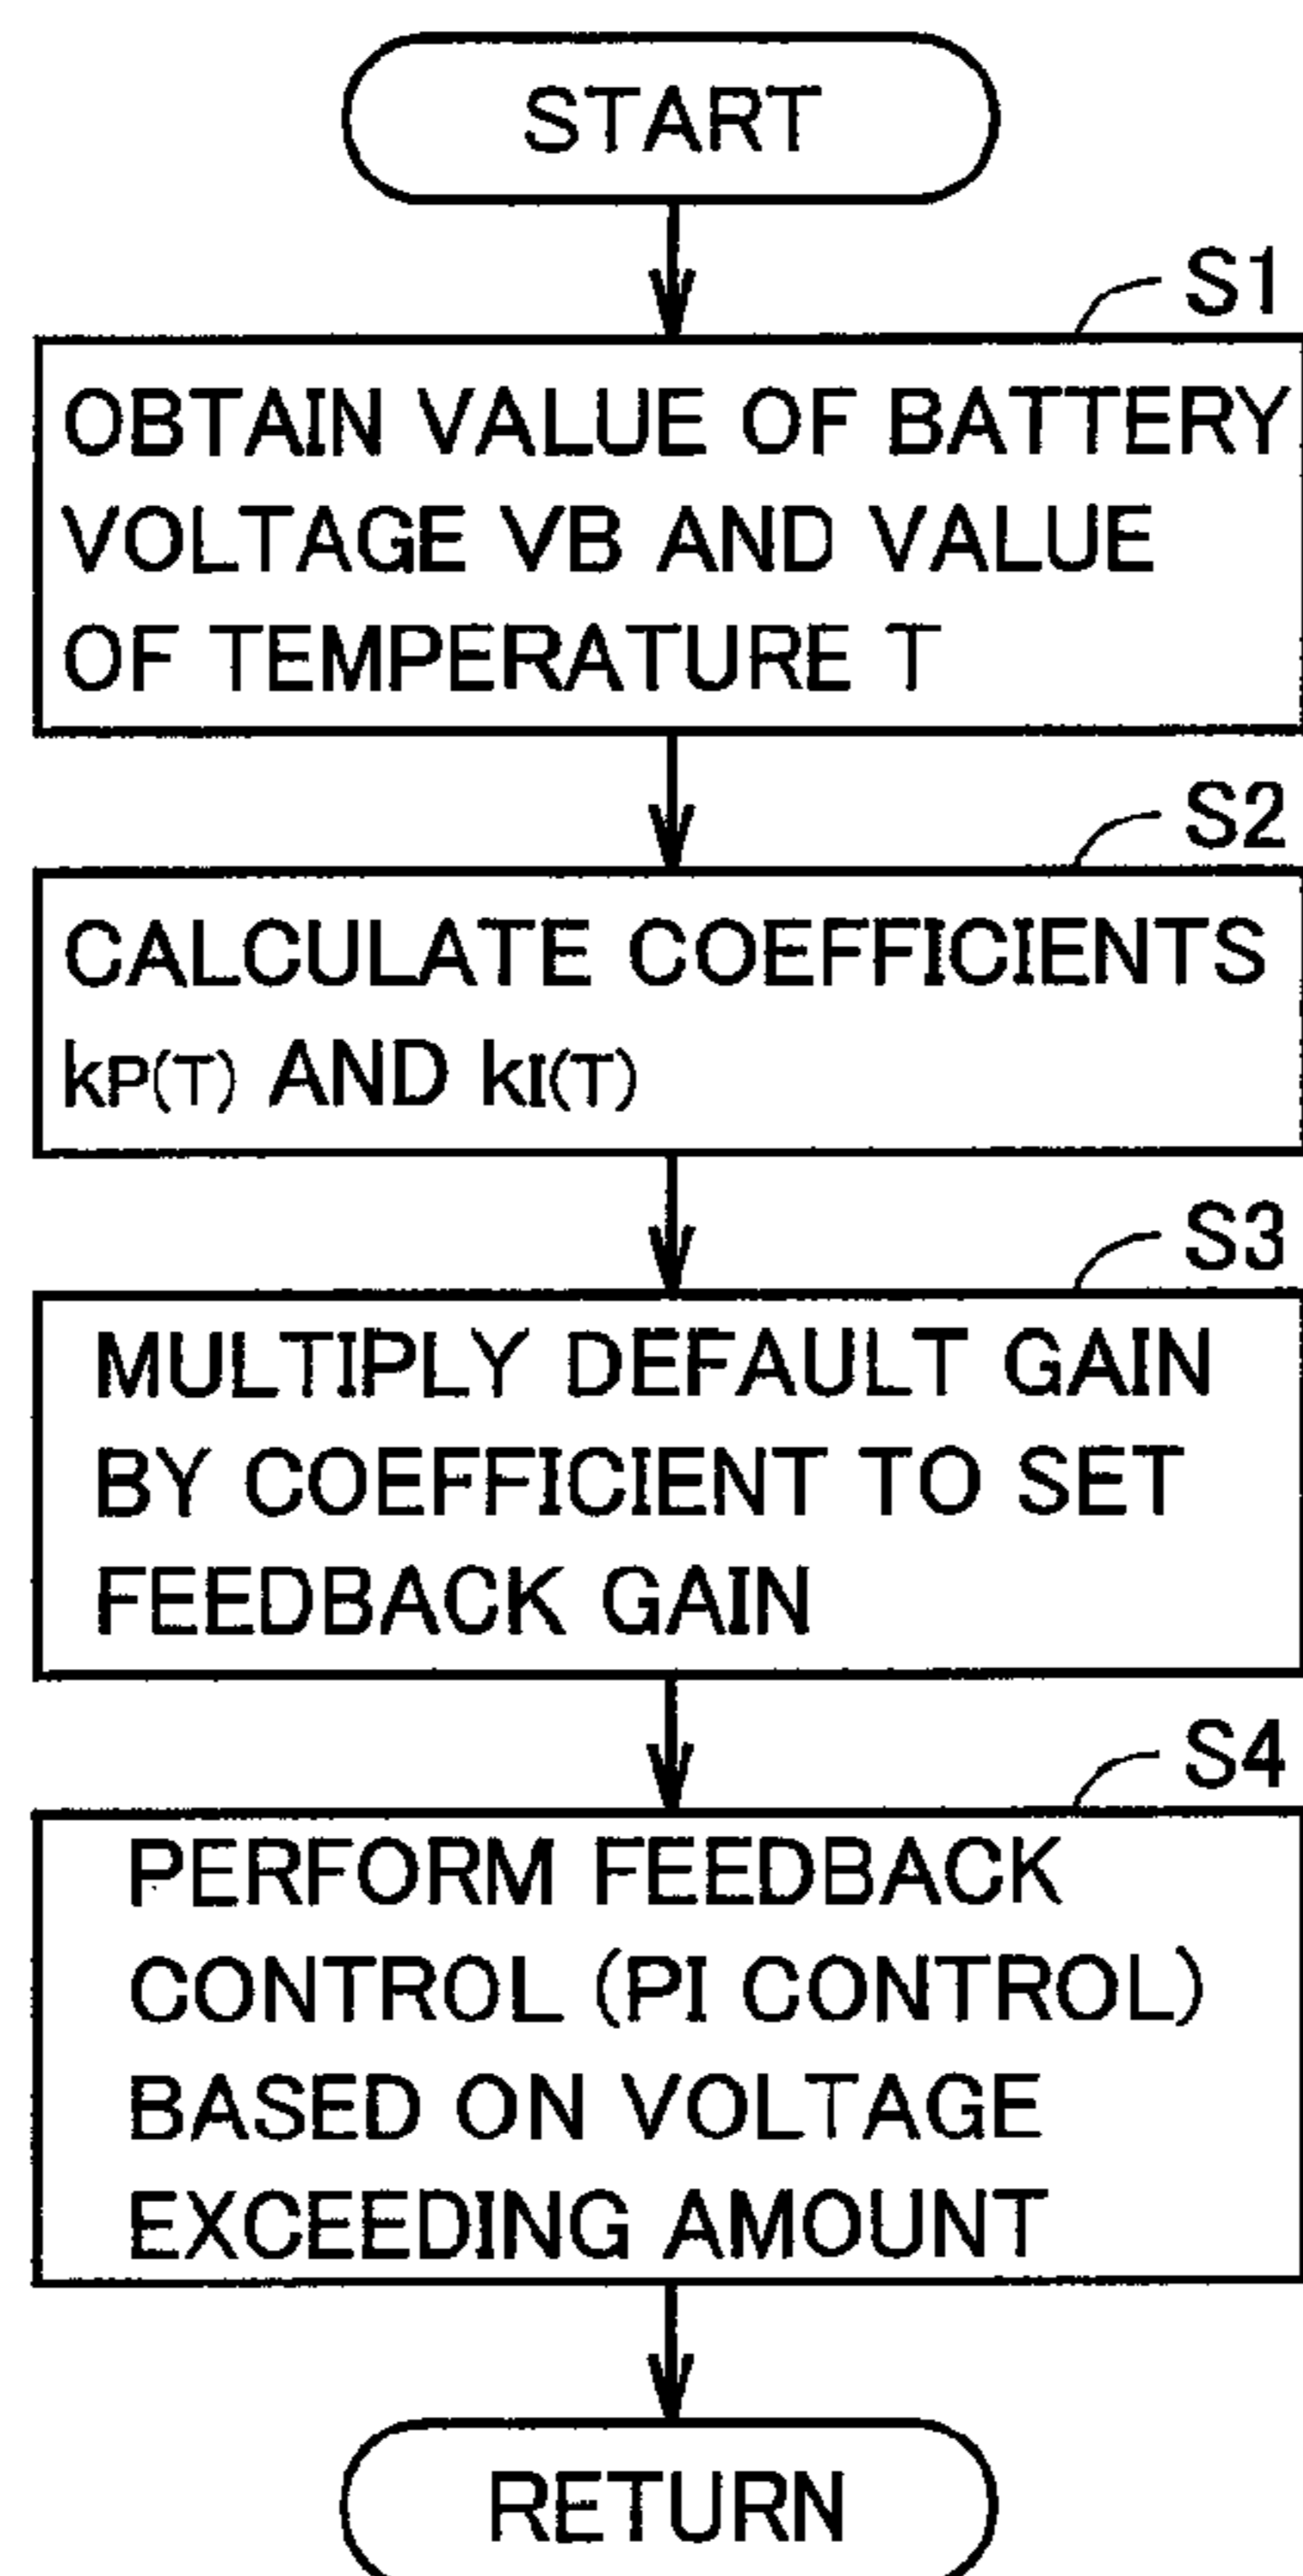 START
S1
OBTAIN VALUE OF BATTERY
VOLTAGE VB AND VALUE
OF TEMPERATURE T
S2
CALCULATE COEFFICIENTS
kP(T) AND kI(T)
S3
MULTIPLY DEFAULT GAIN
BY COEFFICIENT TO SET
FEEDBACK GAIN
S4
PERFORM FEEDBACK
CONTROL (PI CONTROL)
BASED ON VOLTAGE
EXCEEDING AMOUNT
RETURN